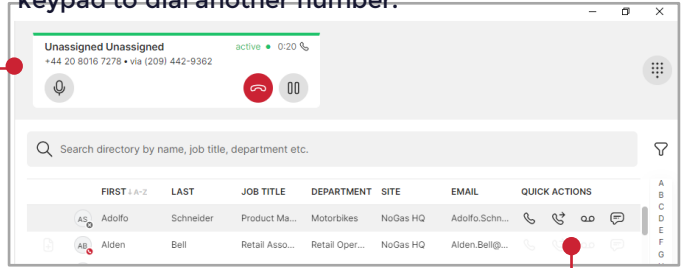 keypad to dial another number.
Unassigned Unassigned active 0:20
+44 20 8016 7278 • via (209) 442-9362
Search directory by name, job title, department etc.
FIRST ↓ A-Z LAST JOB TITLE DEPARTMENT SITE EMAIL QUICK ACTIONS
AS Adolfo Schneider Product Ma... Motorbikes NoGas HQ Adolfo.Schn...
AB Alden Bell Retail Asso... Retail Oper... NoGas HQ Alden.Bell@...
A
B
C
D
E
F
G